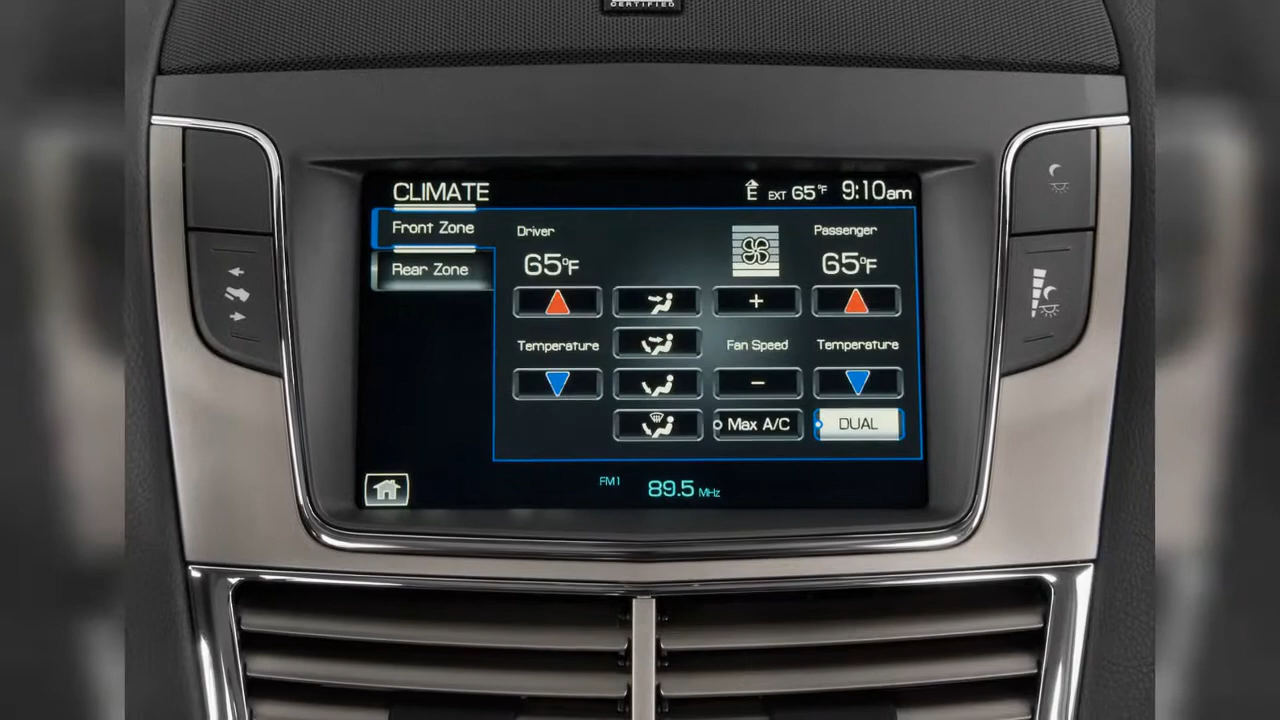 CERTIFIED
CLIMATE
E EXT 65°F 9:10am
Front Zone
Rear Zone
Driver
Passenger
65°F
65°F
+
Temperature
Fan Speed
Temperature
−
Max A/C
DUAL
FM1
89.5 MHz